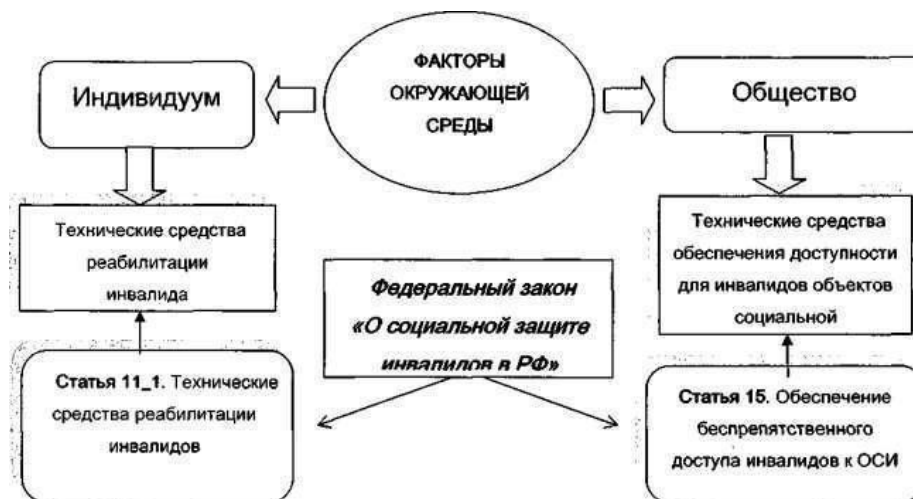 ФАКТОРЫ
ОКРУЖАЮЩЕЙ
СРЕДЫ
Индивидуум
Общество
Технические средства
реабилитации
инвалида
Технические средства
обеспечения доступности
для инвалидов объектов
социальной
Федеральный закон
«О социальной защите
инвалидов в РФ»
Статья 11_1. Технические
средства реабилитации
инвалидов
Статья 15. Обеспечение
беспрепятственного
доступа инвалидов к ОСИ